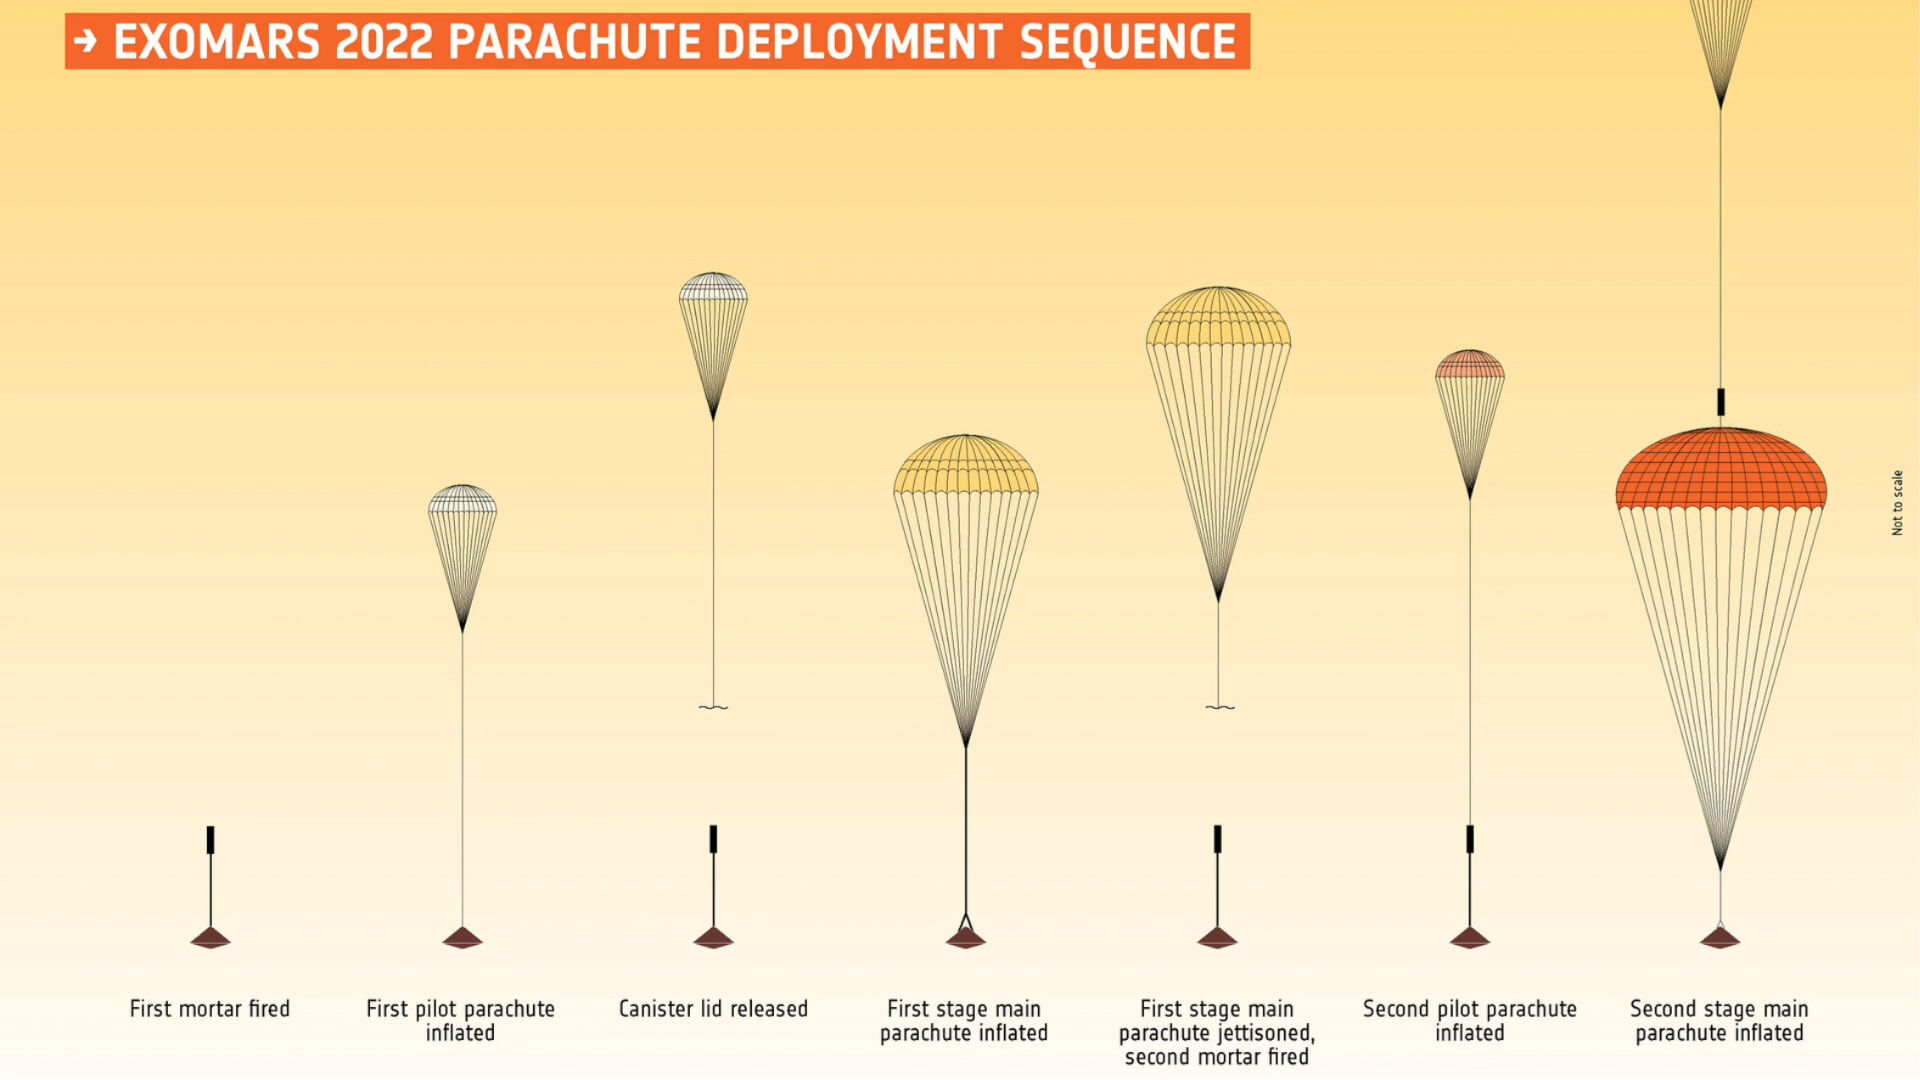 → EXOMARS 2022 PARACHUTE DEPLOYMENT SEQUENCE
Not to scale
First mortar fired
First pilot parachute
inflated
Canister lid released
First stage main
parachute inflated
First stage main
parachute jettisoned,
second mortar fired
Second pilot parachute
inflated
Second stage main
parachute inflated